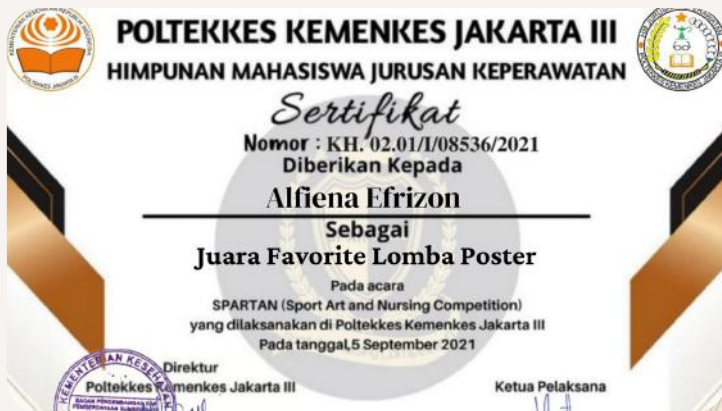 POLTEKKES KEMENKES JAKARTA III
HIMPUNAN MAHASISWA JURUSAN KEPERAWATAN
Sertifikat
Nomor : KH. 02.01/I/08536/2021
Diberikan Kepada
Alfiena Efrizon
Sebagai
Juara Favorite Lomba Poster
Pada acara
SPARTAN (Sport Art and Nursing Competition)
yang dilaksanakan di Poltekkes Kemenkes Jakarta III
Pada tanggal,5 September 2021
Direktur
Poltekkes Kemenkes Jakarta III
Ketua Pelaksana